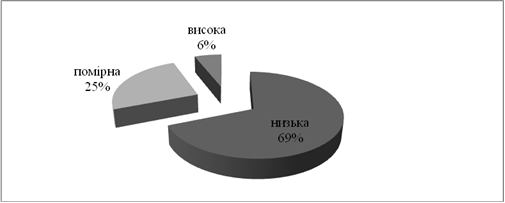 висока
6%
помірна
25%
низька
69%